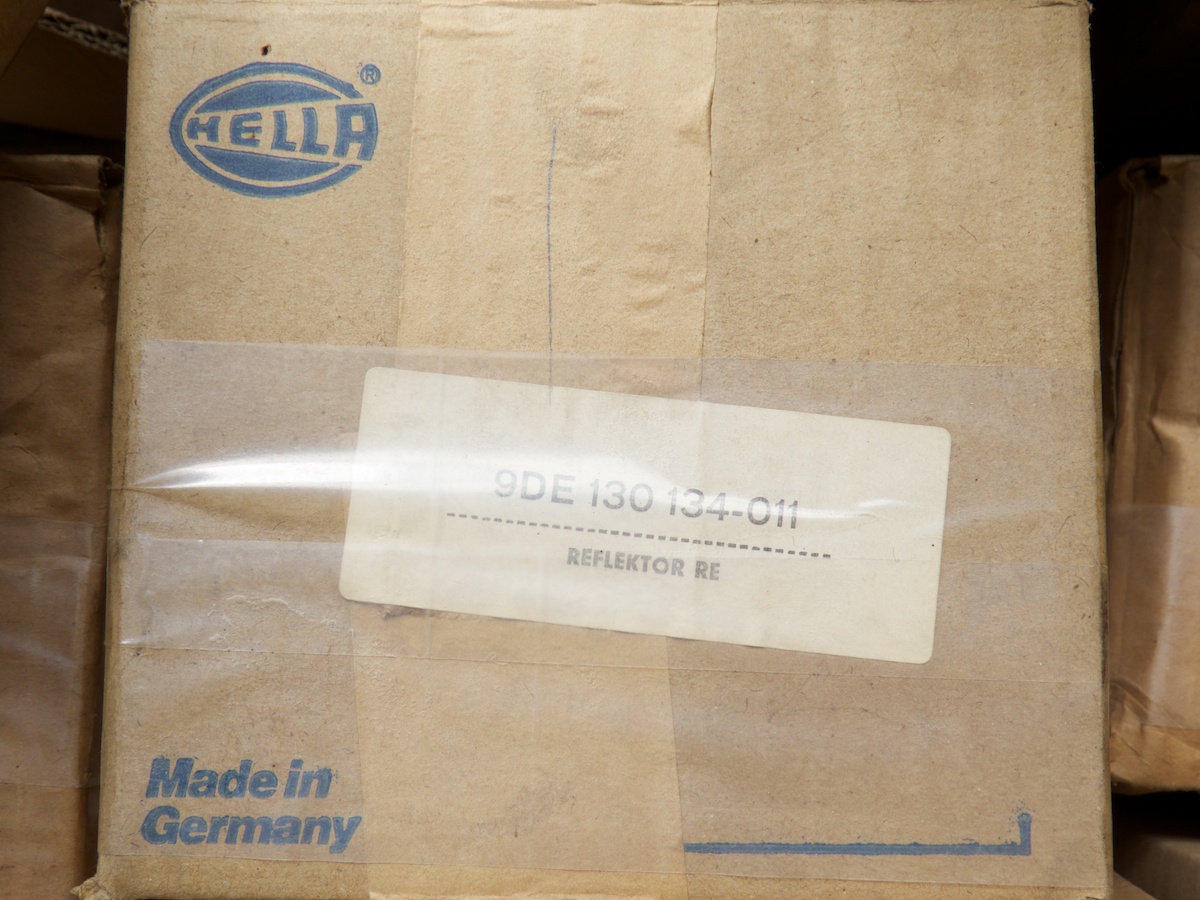 HELLA ®
9DE 130 134-011
REFLEKTOR RE
Made in
Germany